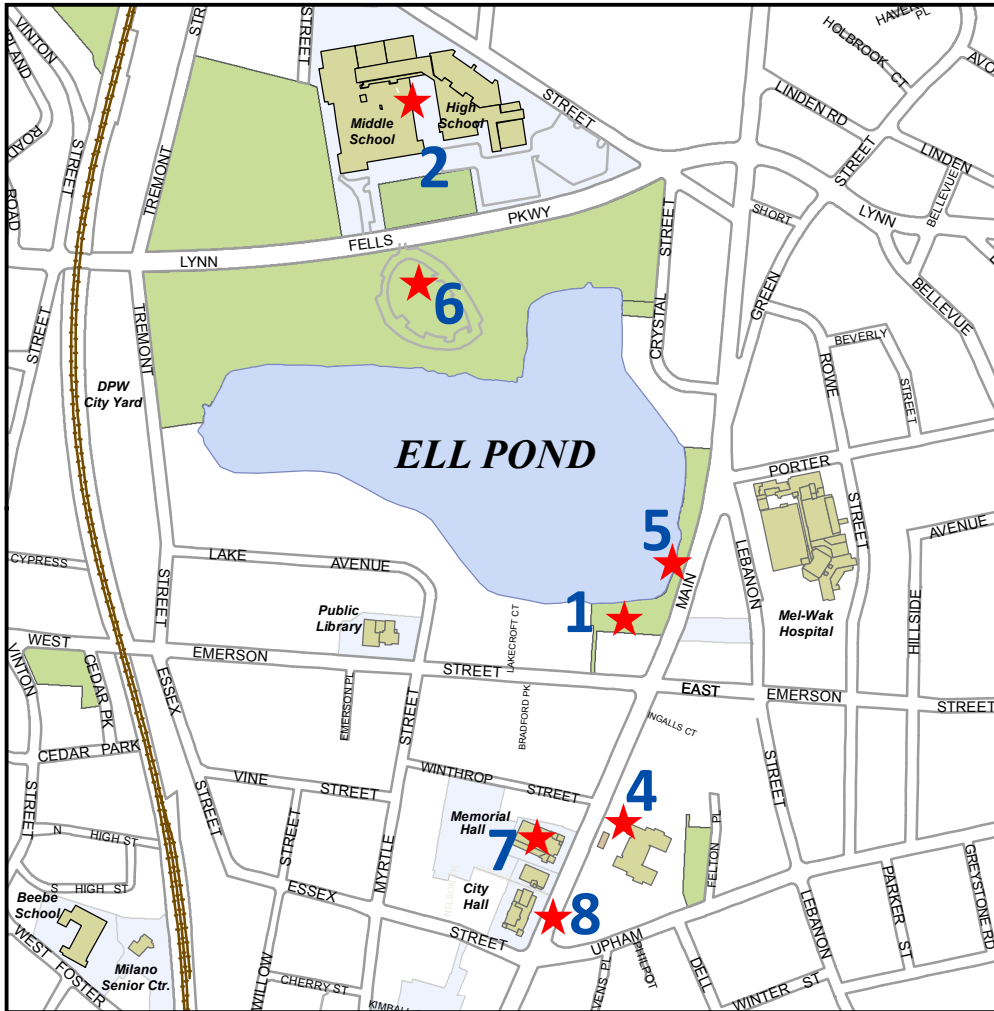 VINTON
UPLAND
ROAD
ROAD
STREET
STREET
STREET
TREMONT
STREET
HAVER
PL
HOLBROOK CT
AVO
LINDEN RD
STREET
LINDEN
BELLEVUE
LYNN
SHORT
Middle
School
High
School
2
LYNN
FELLS
PKWY
STREET
CRYSTAL
GREEN
BELLEVUE
6
STREET
TREMONT
DPW
City Yard
ROWE
BEVERLY
STREET
ELL POND
PORTER
STREET
AVENUE
5
LEBANON
MAIN
Mel-Wak
Hospital
HILLSIDE
CYPRESS
LAKE
AVENUE
STREET
Public
Library
LAKECROFT CT
1
WEST
EMERSON
STREET
EAST
EMERSON
STREET
VINTON
CEDAR PK
ESSEX
EMERSON PL
STREET
BRADFORD PK
INGALLS CT
CEDAR PARK
STREET
VINE
STREET
WINTHROP
STREET
STREET
STREET
STREET
4
Memorial
Hall
7
N
HIGH ST
S
HIGH ST
MYRTLE
FELTON
PL
Beebe
School
ESSEX
STREET
City
Hall
8
UPHAM
LEBANON
PARKER
ST
GREYSTONE RD
WEST FOSTER
Milano
Senior Ctr.
WILLOW
CHERRY ST
KIMBALL
VENS PL
PHILPOT
DELL
WINTER ST